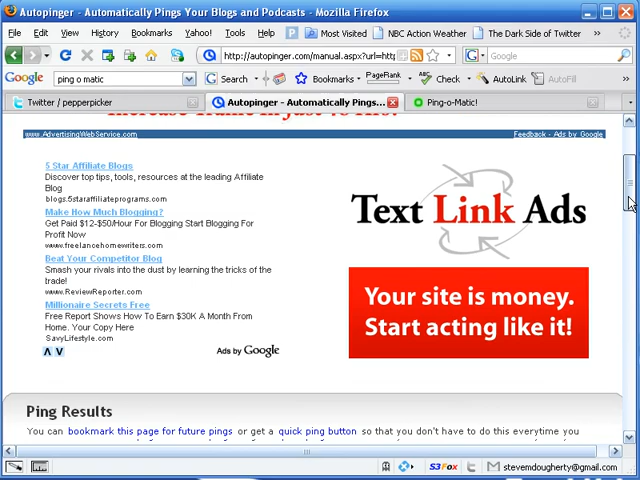 Autopinger - Automatically Pings Your Blogs and Podcasts - Mozilla Firefox
File Edit View History Bookmarks Yahoo! Tools Help Most Visited NBC Action Weather The Dark Side of Twitter »
http://autopinger.com/manual.aspx?url=htt Google
Google ping o matic Search Bookmarks PageRank Check AutoLink AutoFill »
Twitter / pepperpicker Autopinger - Automatically Pings... Ping-o-Matic!
www.AdvertisingWebService.com Feedback - Ads by Google
5 Star Affiliate Blogs
Discover top tips, tools, resources at the leading Affiliate
Blog
blogs.5staraffiliateprograms.com
Make How Much Blogging?
Get Paid $12-$50/Hour For Blogging Start Blogging For
Profit Now
www.freelancehomewriters.com
Beat Your Competitor Blog
Smash your rivals into the dust by learning the tricks of the
trade!
www.ReviewReporter.com
Millionaire Secrets Free
Free Report Shows How To Earn $30K A Month From
Home. Your Copy Here
SavyLifestyle.com
Ads by Google
Text Link Ads
Your site is money.
Start acting like it!
Ping Results
You can bookmark this page for future pings or get a quick ping button so that you don't have to do this everytime you
S3Fox stevemdougherty@gmail.com